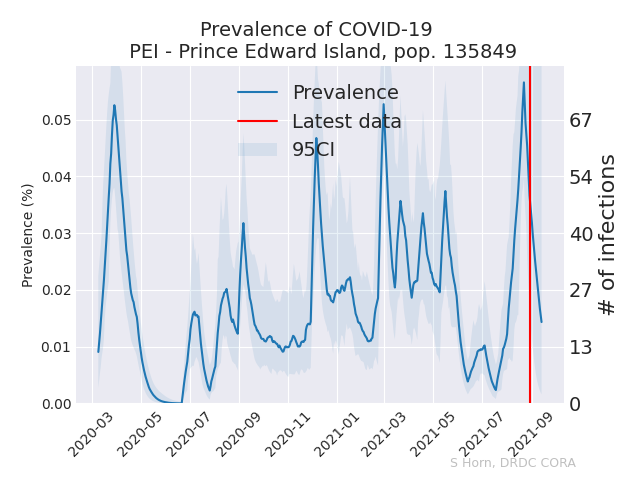 Prevalence of COVID-19
PEI - Prince Edward Island, pop. 135849
Prevalence
Latest data
95CI
Prevalence (%)
0.05
0.04
0.03
0.02
0.01
0.00
67
54
40
27
13
0
# of infections
2020-03
2020-05
2020-07
2020-09
2020-11
2021-01
2021-03
2021-05
2021-07
2021-09
S Horn, DRDC CORA